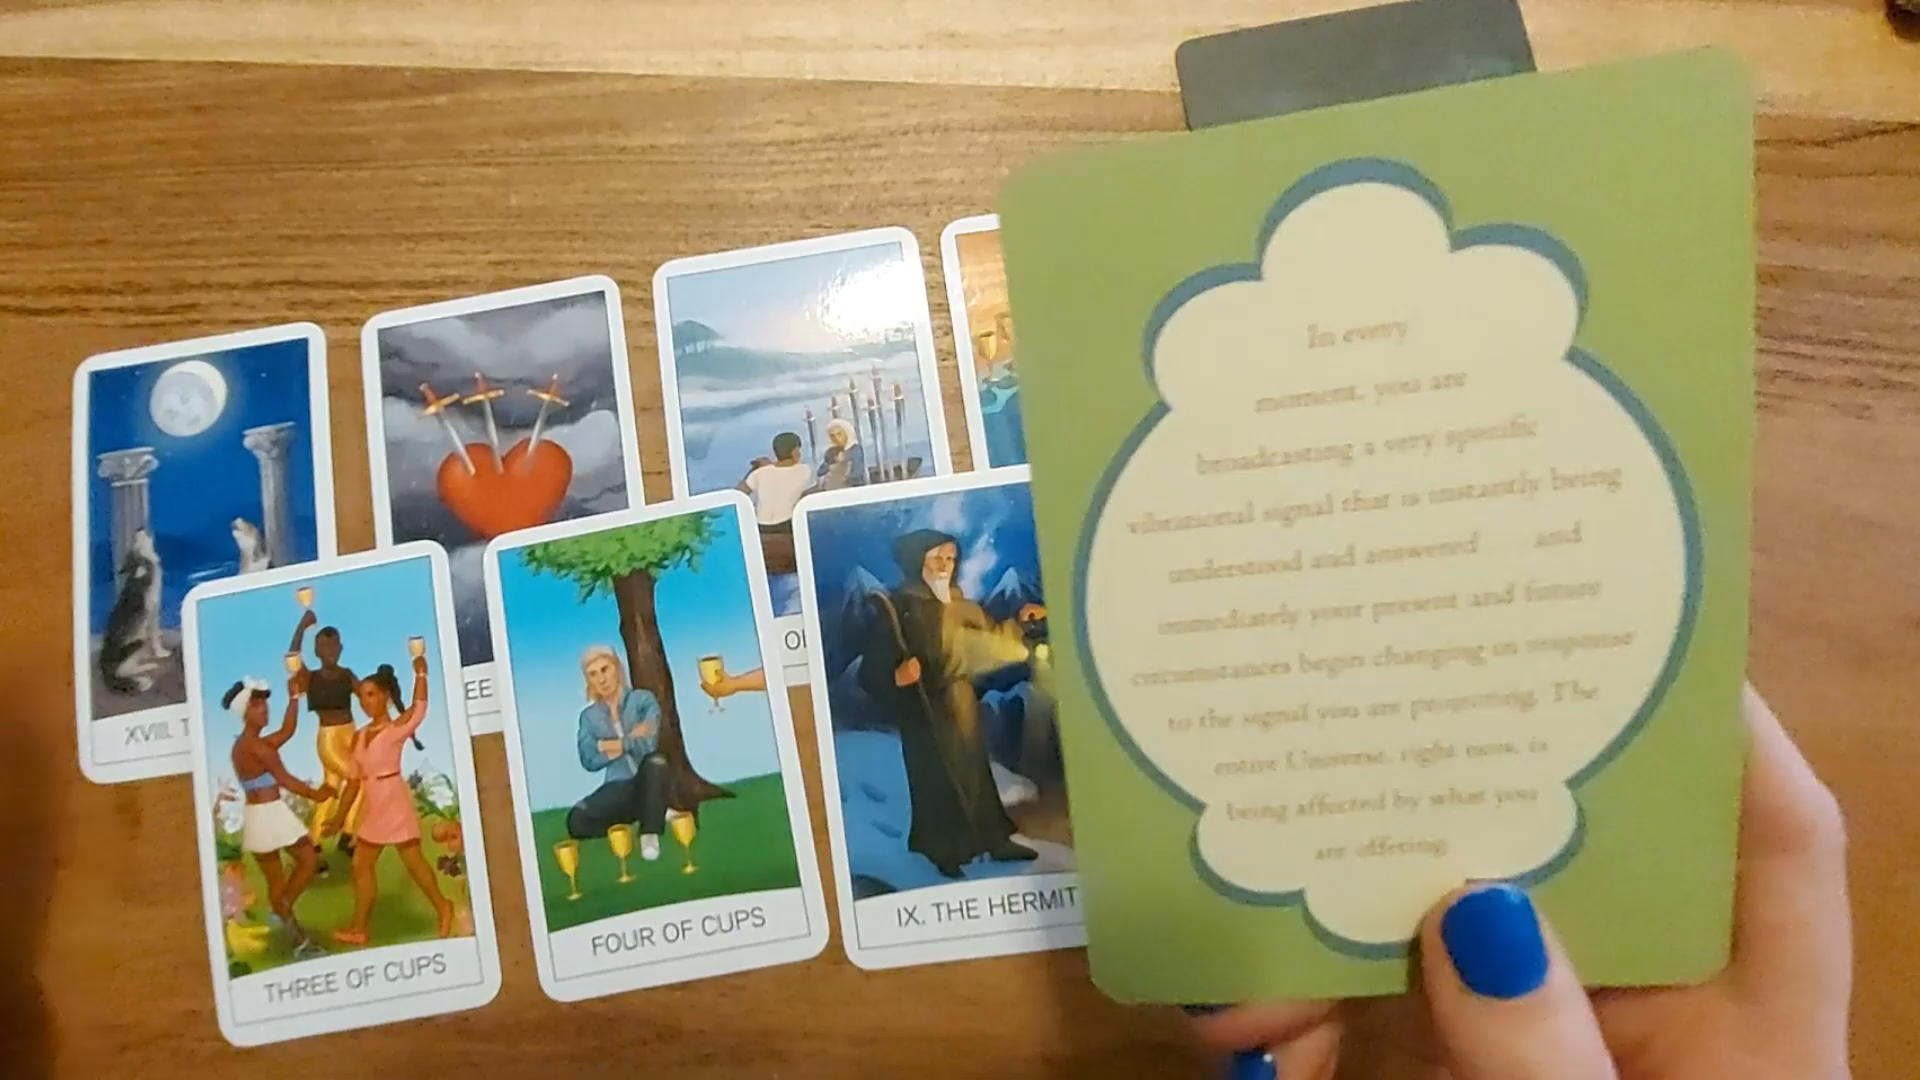 In every
moment, you are
broadcasting a very specific
vibrational signal that is instantly being
understood and answered and
immediately your present and future
circumstances begin changing in response
to the signal you are projecting. The
entire Universe, right now, is
being affected by what you
are offering.
XVIII. T
EE
THREE OF CUPS
FOUR OF CUPS
IX. THE HERMIT